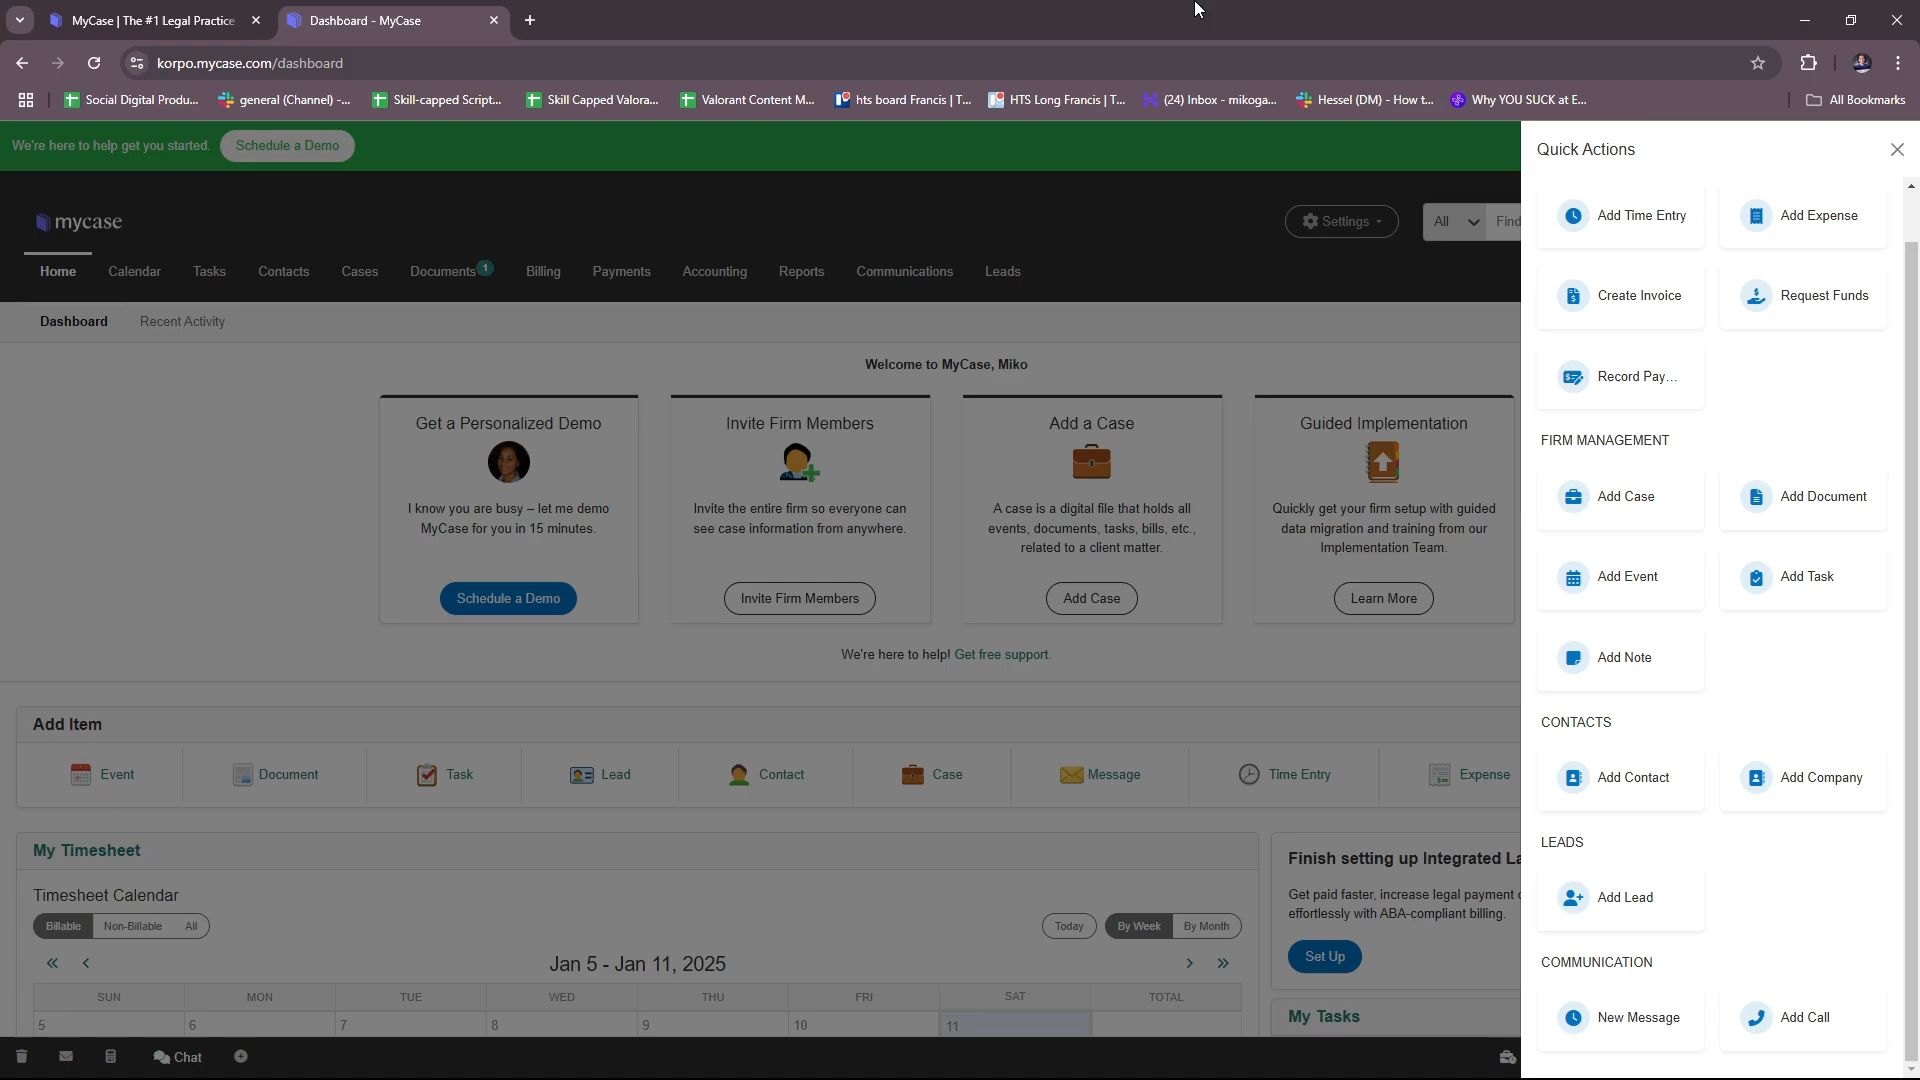 MyCase | The #1 Legal Practice
Dashboard - MyCase
korpo.mycase.com/dashboard
Social Digital Produ...
general (Channel) -...
Skill-capped Script...
Skill Capped Valora...
Valorant Content M...
hts board Francis | T...
HTS Long Francis | T...
(24) Inbox - mikoga...
Hessel (DM) - How t...
Why YOU SUCK at E...
All Bookmarks
We're here to help get you started.
Schedule a Demo
Quick Actions
mycase
Settings
All
Find
Home
Calendar
Tasks
Contacts
Cases
Documents
1
Billing
Payments
Accounting
Reports
Communications
Leads
Dashboard
Recent Activity
Welcome to MyCase, Miko
Get a Personalized Demo
I know you are busy – let me demo
MyCase for you in 15 minutes.
Schedule a Demo
Invite Firm Members
Invite the entire firm so everyone can
see case information from anywhere.
Invite Firm Members
Add a Case
A case is a digital file that holds all
events, documents, tasks, bills, etc.,
related to a client matter.
Add Case
Guided Implementation
Quickly get your firm setup with guided
data migration and training from our
Implementation Team.
Learn More
We're here to help! Get free support.
Add Item
Event
Document
Task
Lead
Contact
Case
Message
Time Entry
Expense
My Timesheet
Timesheet Calendar
Billable
Non-Billable
All
Today
By Week
By Month
Jan 5 - Jan 11, 2025
SUN
MON
TUE
WED
THU
FRI
SAT
TOTAL
5
6
7
8
9
10
11
Finish setting up Integrated La
Get paid faster, increase legal payment
effortlessly with ABA-compliant billing.
Set Up
My Tasks
Chat
Add Time Entry
Add Expense
Create Invoice
Request Funds
Record Pay...
FIRM MANAGEMENT
Add Case
Add Document
Add Event
Add Task
Add Note
CONTACTS
Add Contact
Add Company
LEADS
Add Lead
COMMUNICATION
New Message
Add Call